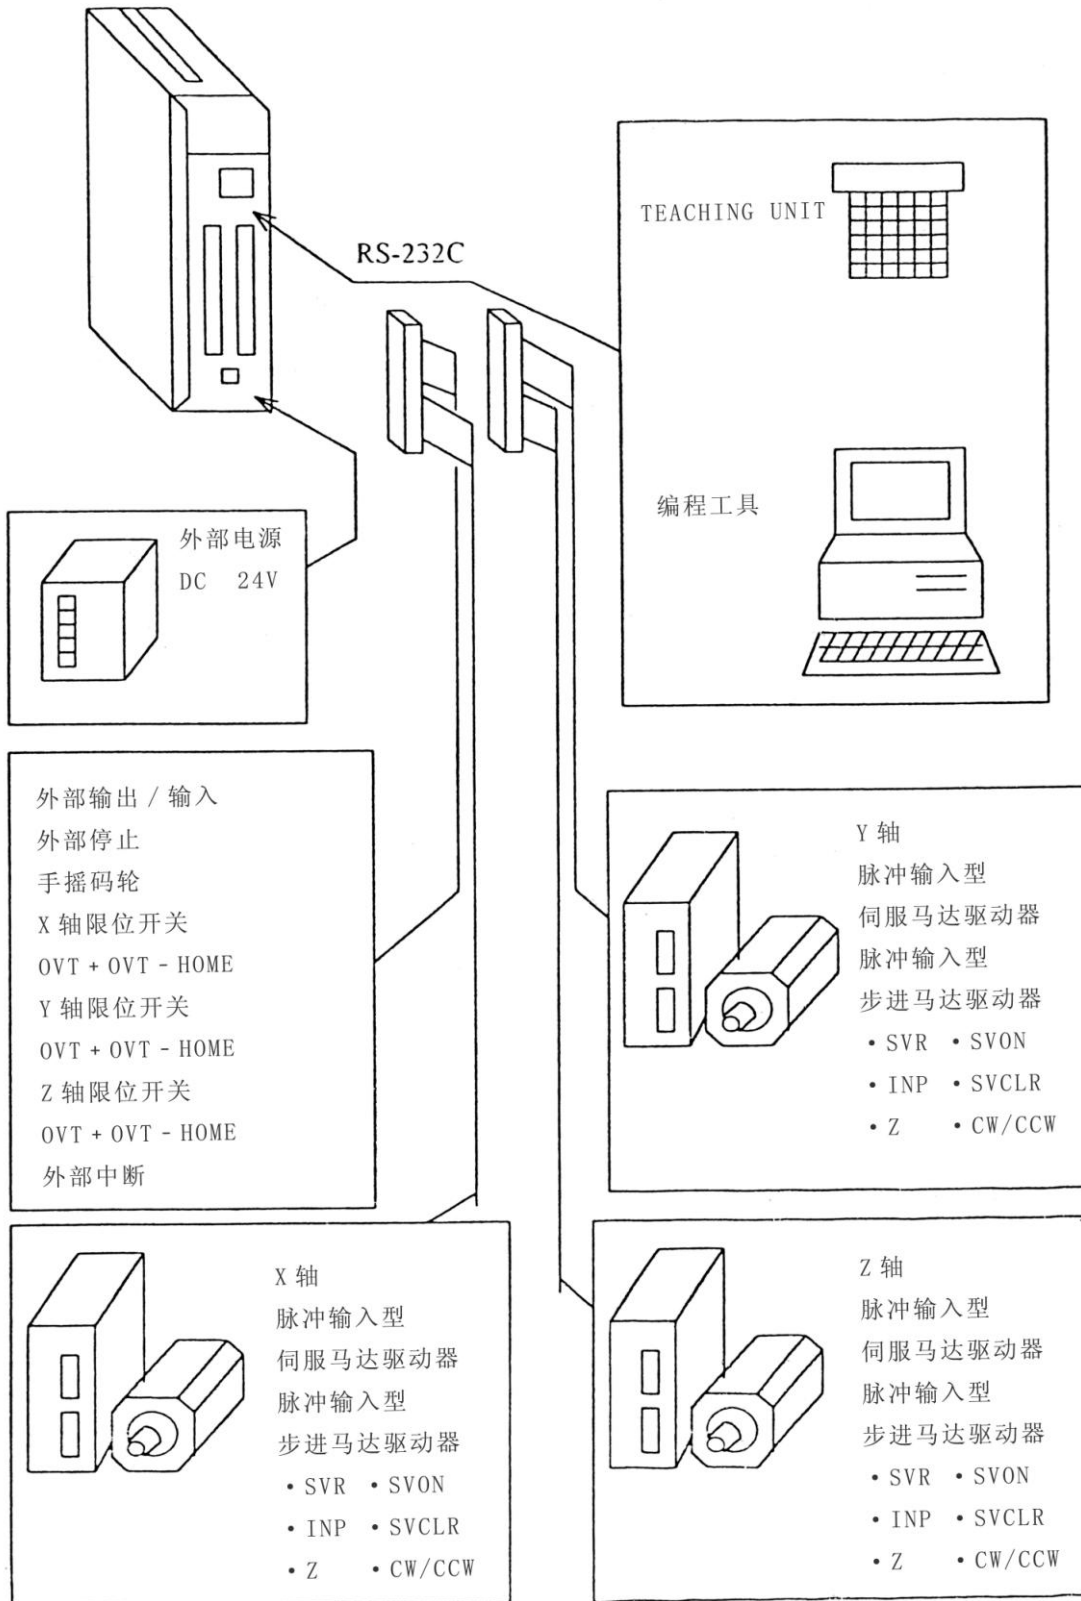 RS-232C
TEACHING UNIT
编程工具
外部电源
DC 24V
外部输出 / 输入
外部停止
手摇码轮
X 轴限位开关
OVT + OVT - HOME
Y 轴限位开关
OVT + OVT - HOME
Z 轴限位开关
OVT + OVT - HOME
外部中断
Y 轴
脉冲输入型
伺服马达驱动器
脉冲输入型
步进马达驱动器
• SVR • SVON
• INP • SVCLR
• Z • CW/CCW
X 轴
脉冲输入型
伺服马达驱动器
脉冲输入型
步进马达驱动器
• SVR • SVON
• INP • SVCLR
• Z • CW/CCW
Z 轴
脉冲输入型
伺服马达驱动器
脉冲输入型
步进马达驱动器
• SVR • SVON
• INP • SVCLR
• Z • CW/CCW